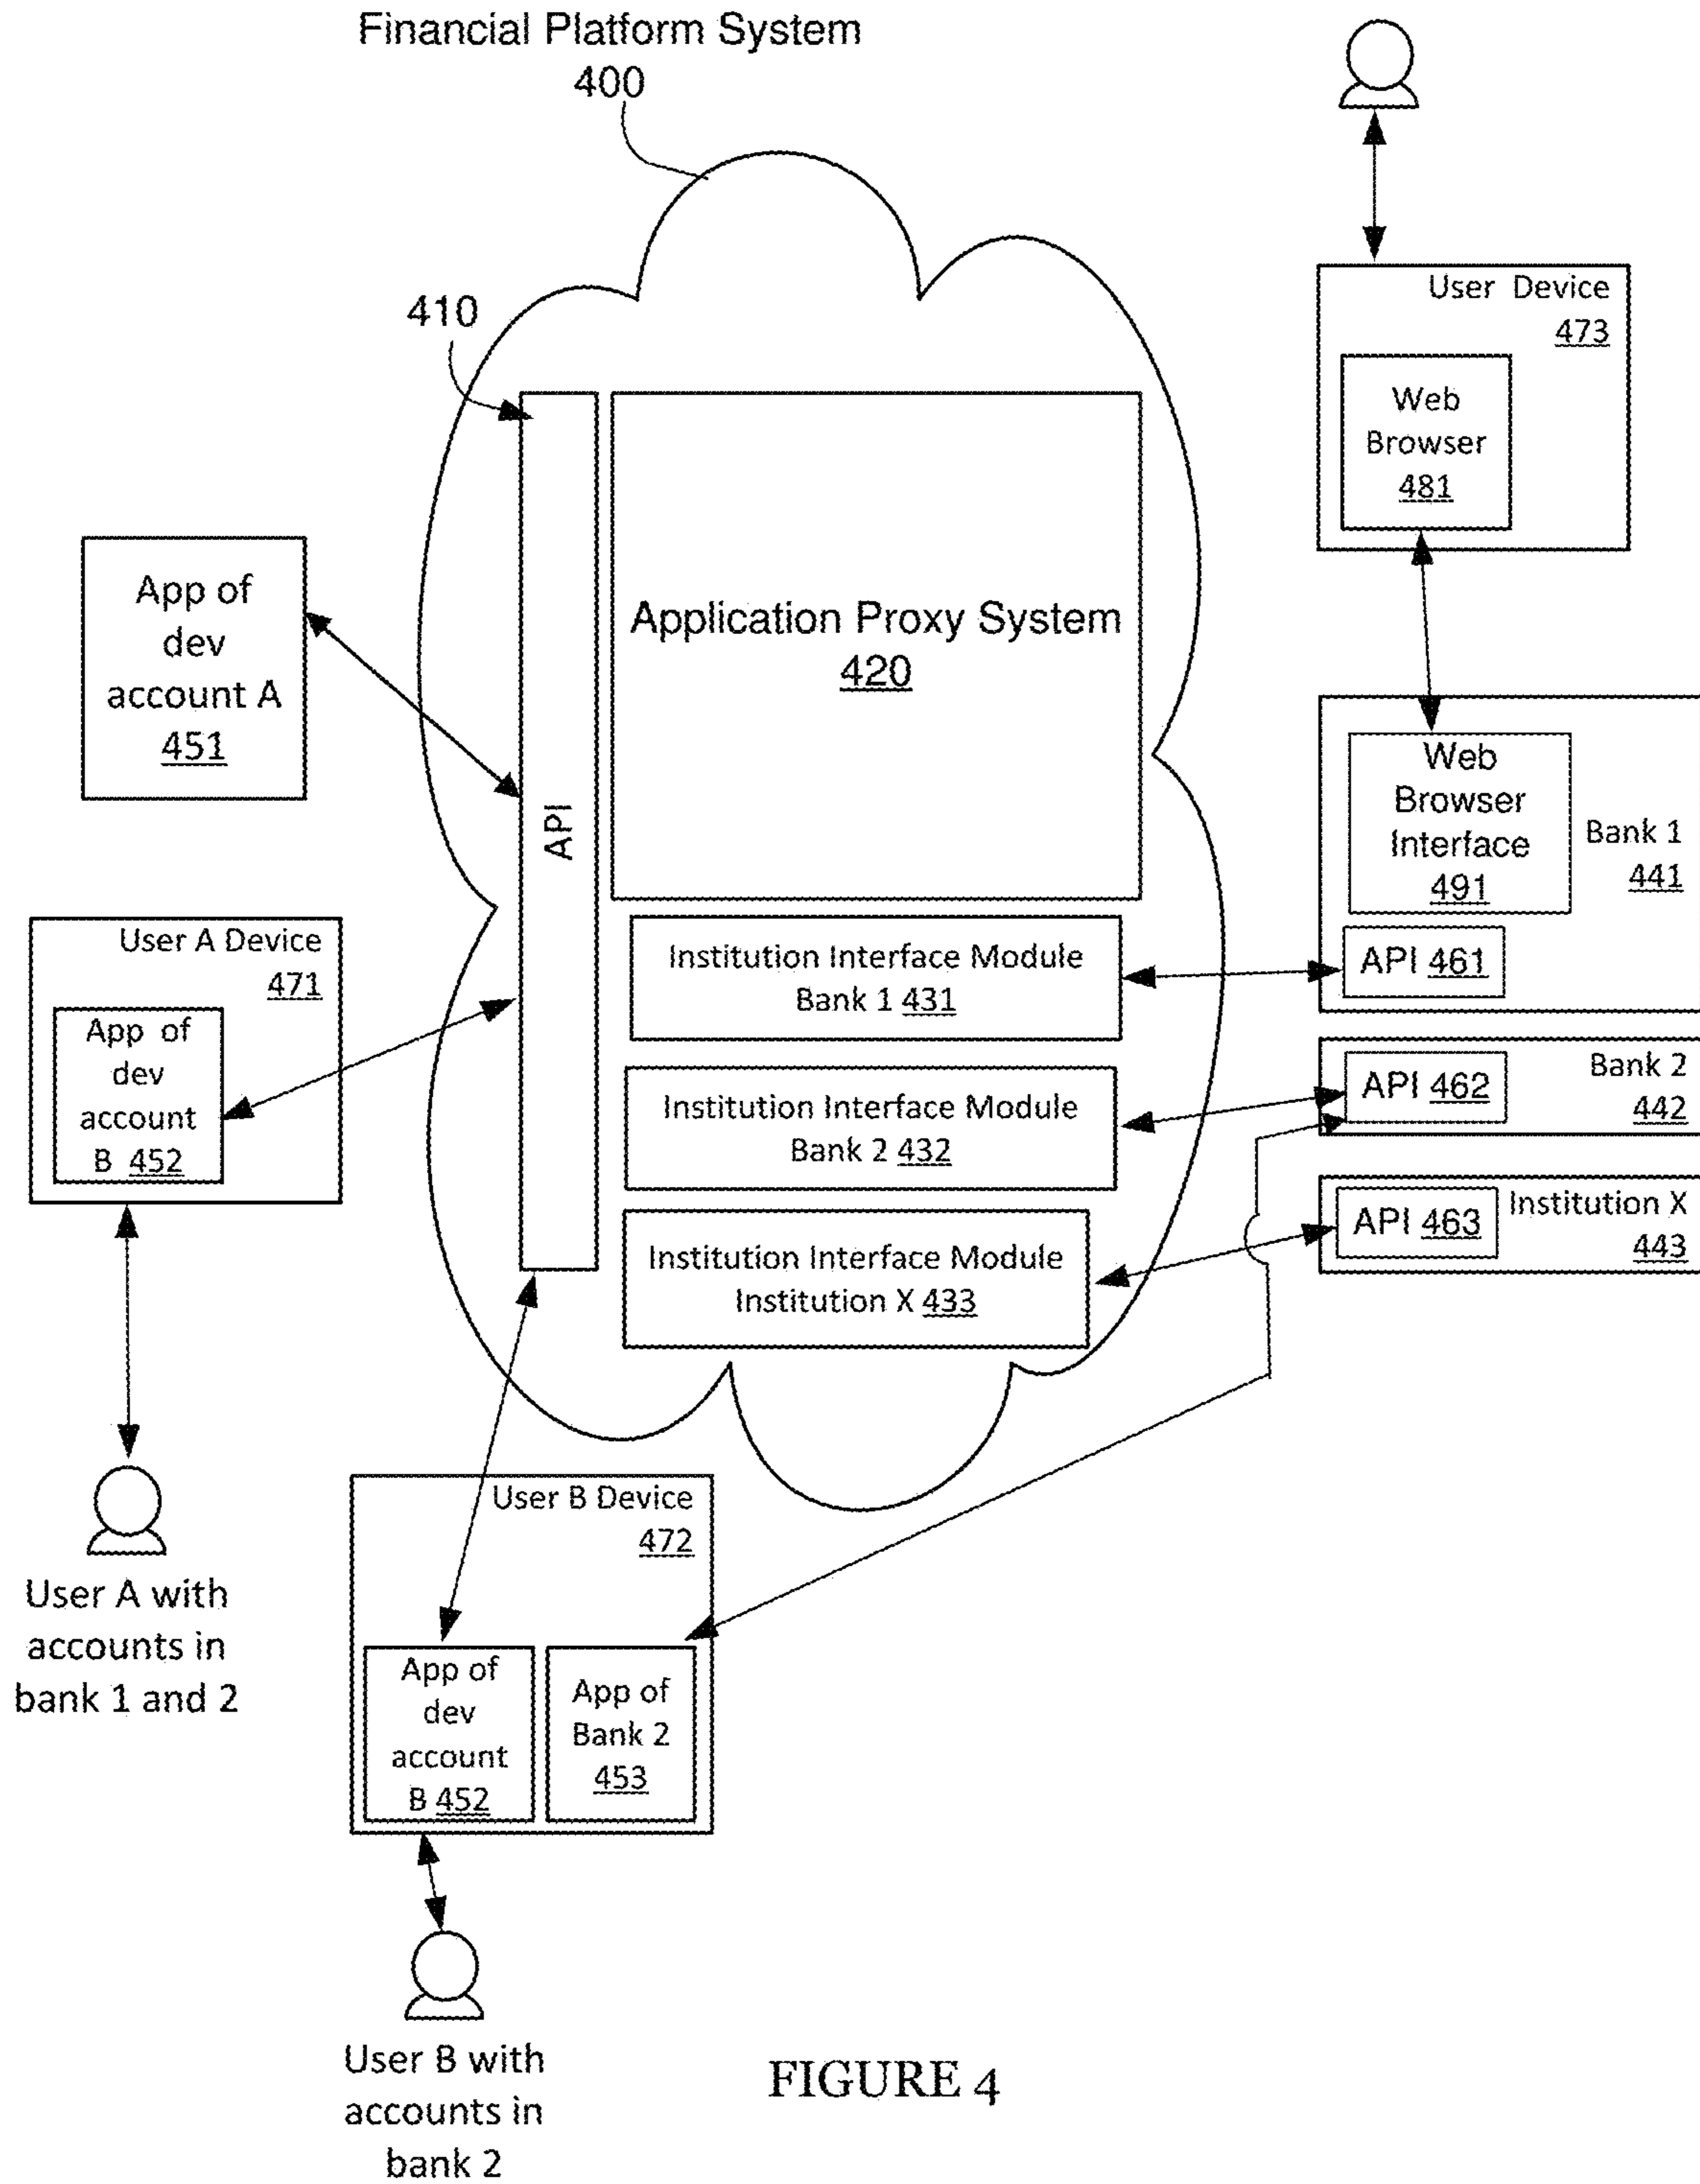 Financial Platform System
400
410
User Device
473
Web
Browser
481
App of
dev
account A
451
API
Application Proxy System
420
Web
Browser
Interface
491
Bank 1
441
API 461
User A Device
471
App of
dev
account
B 452
Institution Interface Module
Bank 1 431
Institution Interface Module
Bank 2 432
Institution Interface Module
Institution X 433
API 462
Bank 2
442
API 463
Institution X
443
User A with
accounts in
bank 1 and 2
User B Device
472
App of
dev
account
B 452
App of
Bank 2
453
User B with
accounts in
bank 2
FIGURE 4